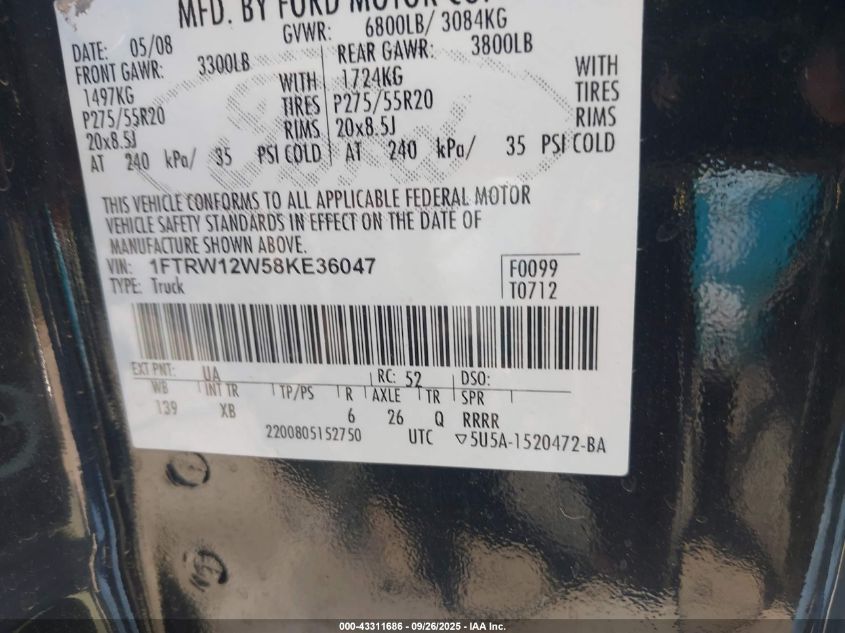 MFD. BY FORD MOTOR CO.
DATE: 05/08 GVWR: 6800LB/ 3084KG
FRONT GAWR: 3300LB REAR GAWR: 3800LB
1497KG WITH 1724KG WITH
P275/55R20 TIRES P275/55R20 TIRES
20x8.5J RIMS 20x8.5J RIMS
AT 240 kPa/ 35 PSI COLD AT 240 kPa/ 35 PSI COLD
THIS VEHICLE CONFORMS TO ALL APPLICABLE FEDERAL MOTOR
VEHICLE SAFETY STANDARDS IN EFFECT ON THE DATE OF
MANUFACTURE SHOWN ABOVE.
VIN: 1FTRW12W58KE36047 F0099
TYPE: Truck T0712
EXT PNT: UA RC: 52 DSO:
WB INT TR TP/PS R AXLE TR SPR
139 XB 6 26 Q RRRR
2200805152750 UTC ▽5U5A-1520472-BA
000-43311686 - 09/26/2025 - IAA Inc.